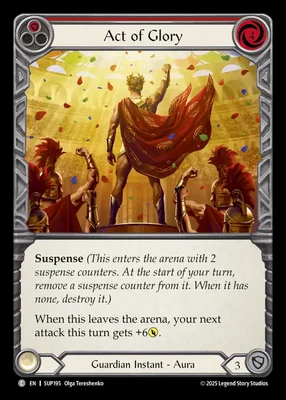 Act of Glory
Suspense (This enters the arena with 2
suspense counters. At the start of your turn,
remove a suspense counter from it. When it has
none, destroy it.)
When this leaves the arena, your next
attack this turn gets +6
Guardian Instant - Aura
3
C EN | SUP195 Olga Tereshenko
© 2025 Legend Story Studios